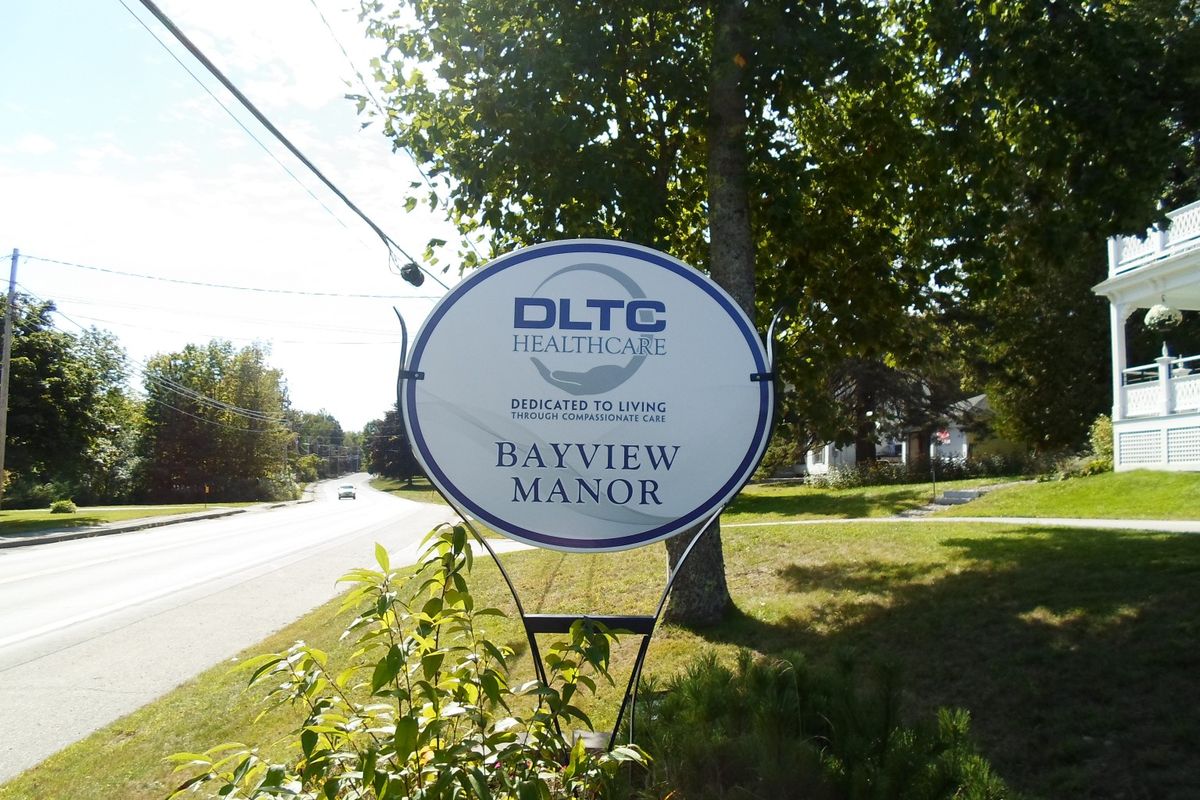 DLTC
HEALTHCARE
DEDICATED TO LIVING
THROUGH COMPASSIONATE CARE
BAYVIEW
MANOR